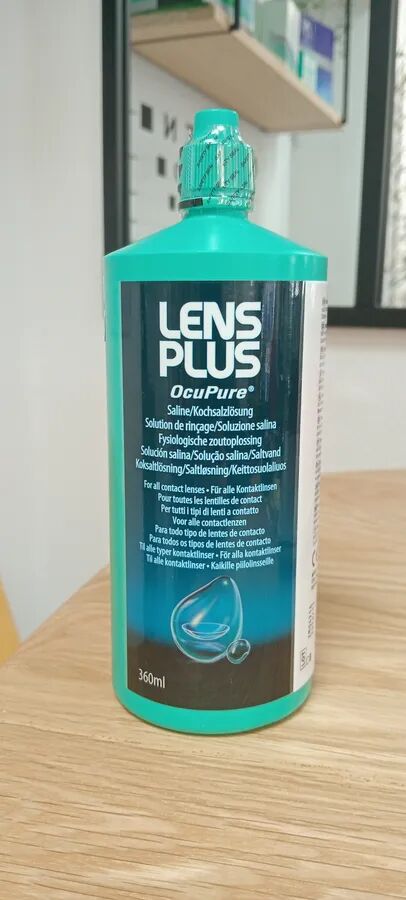 LENS
PLUS
OcuPure®
Saline/Kochsalzlösung
Solution de rinçage/Soluzione salina
Fysiologische zoutoplossing
Solución salina/Solução salina/Saltvand
Koksaltlösning/Saltløsning/Keittosuolaliuos
For all contact lenses • Für alle Kontaktlinsen
Pour toutes les lentilles de contact
Per tutti i tipi di lenti a contatto
Voor alle contactlenzen
Para todo tipo de lentes de contacto
Para todos os tipos de lentes de contacto
Til alle typer kontaktlinser • För alla kontaktlinser
Til alle kontaktlinser • Kaikille piilolinsseille
360ml